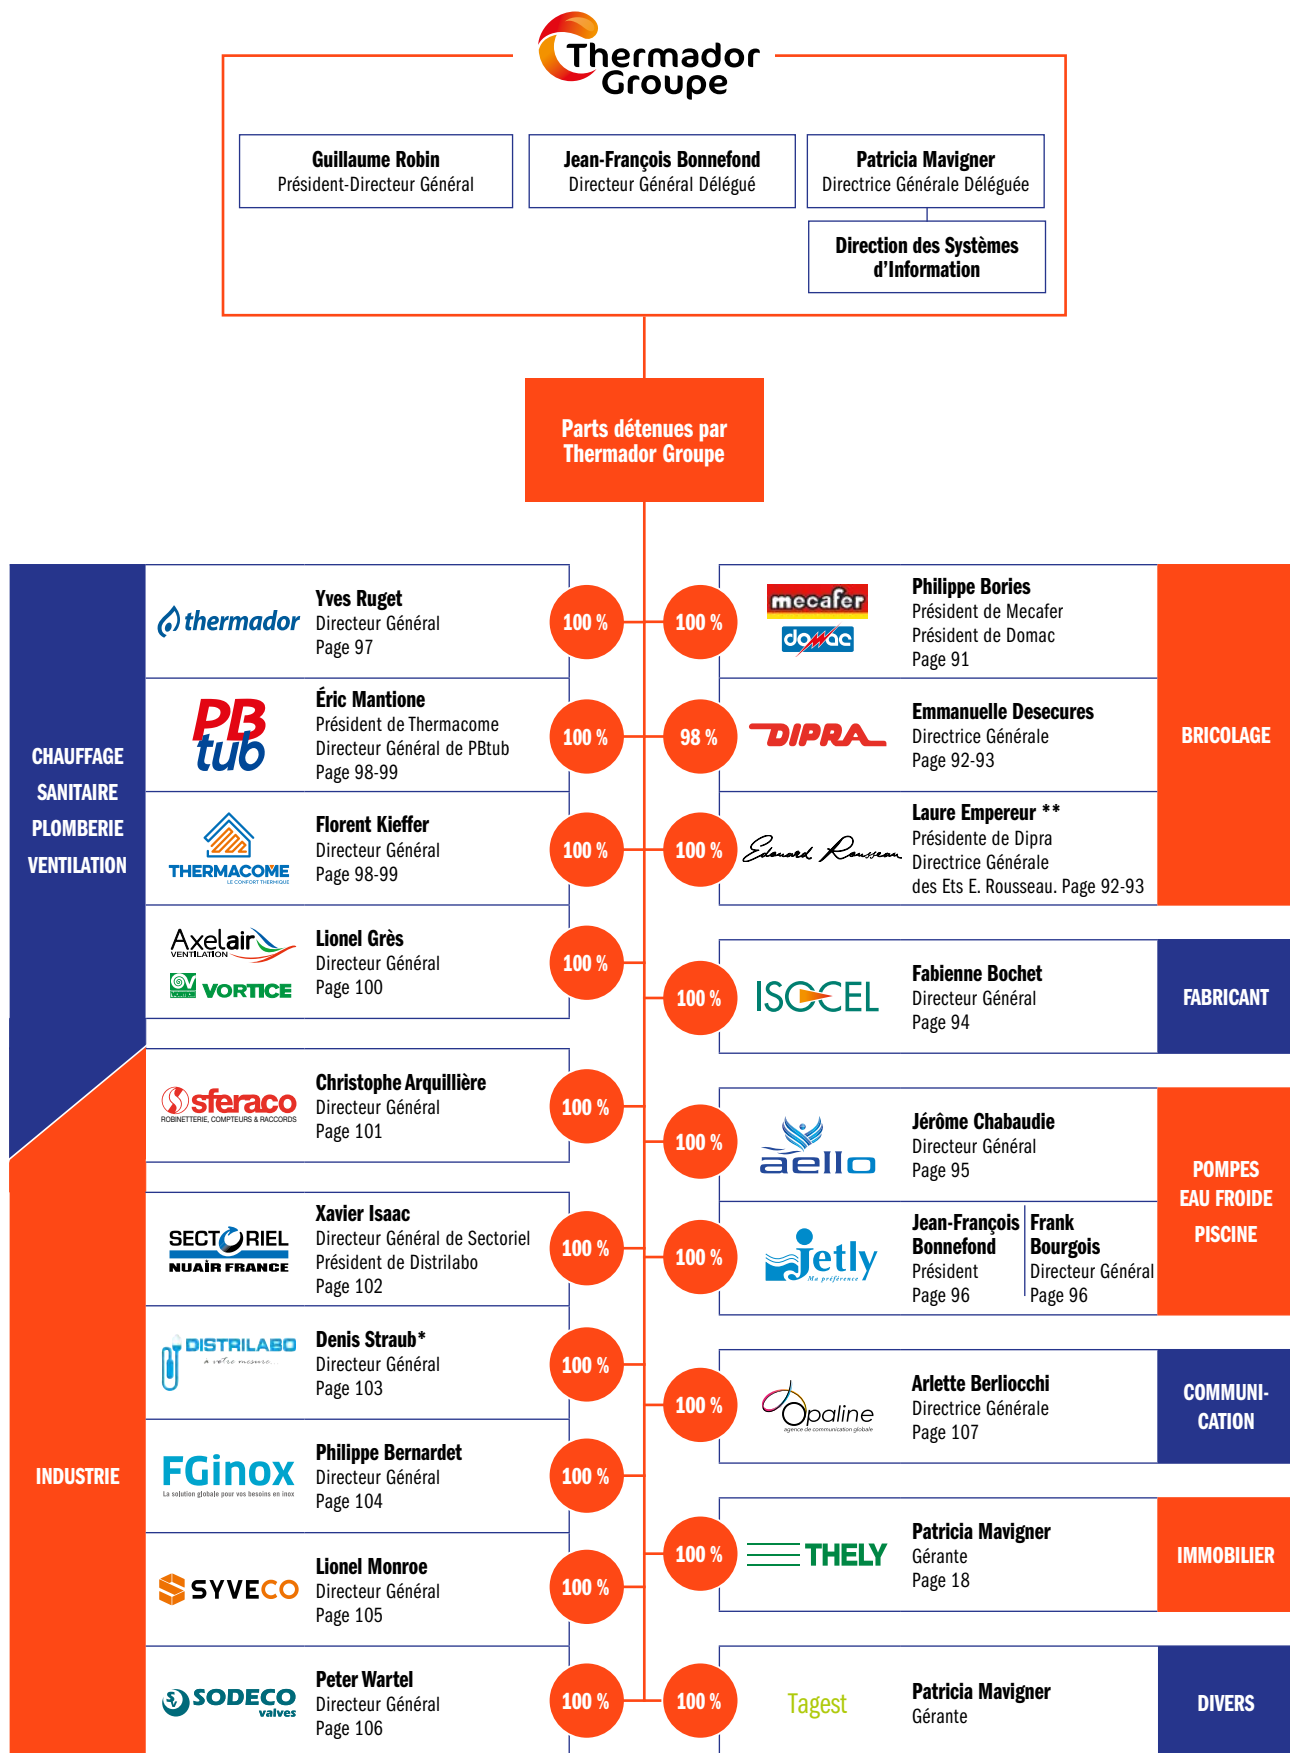 Thermador
Groupe
Guillaume Robin
Président-Directeur Général
Jean-François Bonnefond
Directeur Général Délégué
Patricia Mavigner
Directrice Générale Déléguée
Direction des Systèmes
d'Information
Parts détenues par
Thermador Groupe
CHAUFFAGE
SANITAIRE
PLOMBERIE
VENTILATION
thermador
Yves Ruget
Directeur Général
Page 97
100 %
PB
tub
Éric Mantione
Président de Thermacome
Directeur Général de PBtub
Page 98-99
100 %
THERMACOME
LE CONFORT THERMIQUE
Florent Kieffer
Directeur Général
Page 98-99
100 %
Axelair
VENTILATION
VORTICE
VORTICE
Lionel Grès
Directeur Général
Page 100
100 %
sferaco
ROBINETTERIE, COMPTEURS & RACCORDS
Christophe Arquillière
Directeur Général
Page 101
100 %
INDUSTRIE
SECTORIEL
NUAIR FRANCE
Xavier Isaac
Directeur Général de Sectoriel
Président de Distrilabo
Page 102
100 %
DISTRILABO
à votre mesure...
Denis Straub*
Directeur Général
Page 103
100 %
FGinox
La solution globale pour vos besoins en inox
Philippe Bernardet
Directeur Général
Page 104
100 %
SYVECO
Lionel Monroe
Directeur Général
Page 105
100 %
SODECO
valves
Peter Wartel
Directeur Général
Page 106
100 %
100 %
mecafer
domac
Philippe Bories
Président de Mecafer
Président de Domac
Page 91
BRICOLAGE
98 %
DIPRA
Emmanuelle Desecures
Directrice Générale
Page 92-93
100 %
Edouard Rousseau
Laure Empereur **
Présidente de Dipra
Directrice Générale
des Ets E. Rousseau. Page 92-93
100 %
ISOCEL
Fabienne Bochet
Directeur Général
Page 94
FABRICANT
100 %
aello
Jérôme Chabaudie
Directeur Général
Page 95
POMPES
EAU FROIDE
PISCINE
100 %
Jetly
Ma préférence
Jean-François
Bonnefond
Président
Page 96
Frank
Bourgois
Directeur Général
Page 96
100 %
Opaline
agence de communication globale
Arlette Berliocchi
Directrice Générale
Page 107
COMMUNI-
CATION
100 %
THELY
Patricia Mavigner
Gérante
Page 18
IMMOBILIER
100 %
Tagest
Patricia Mavigner
Gérante
DIVERS